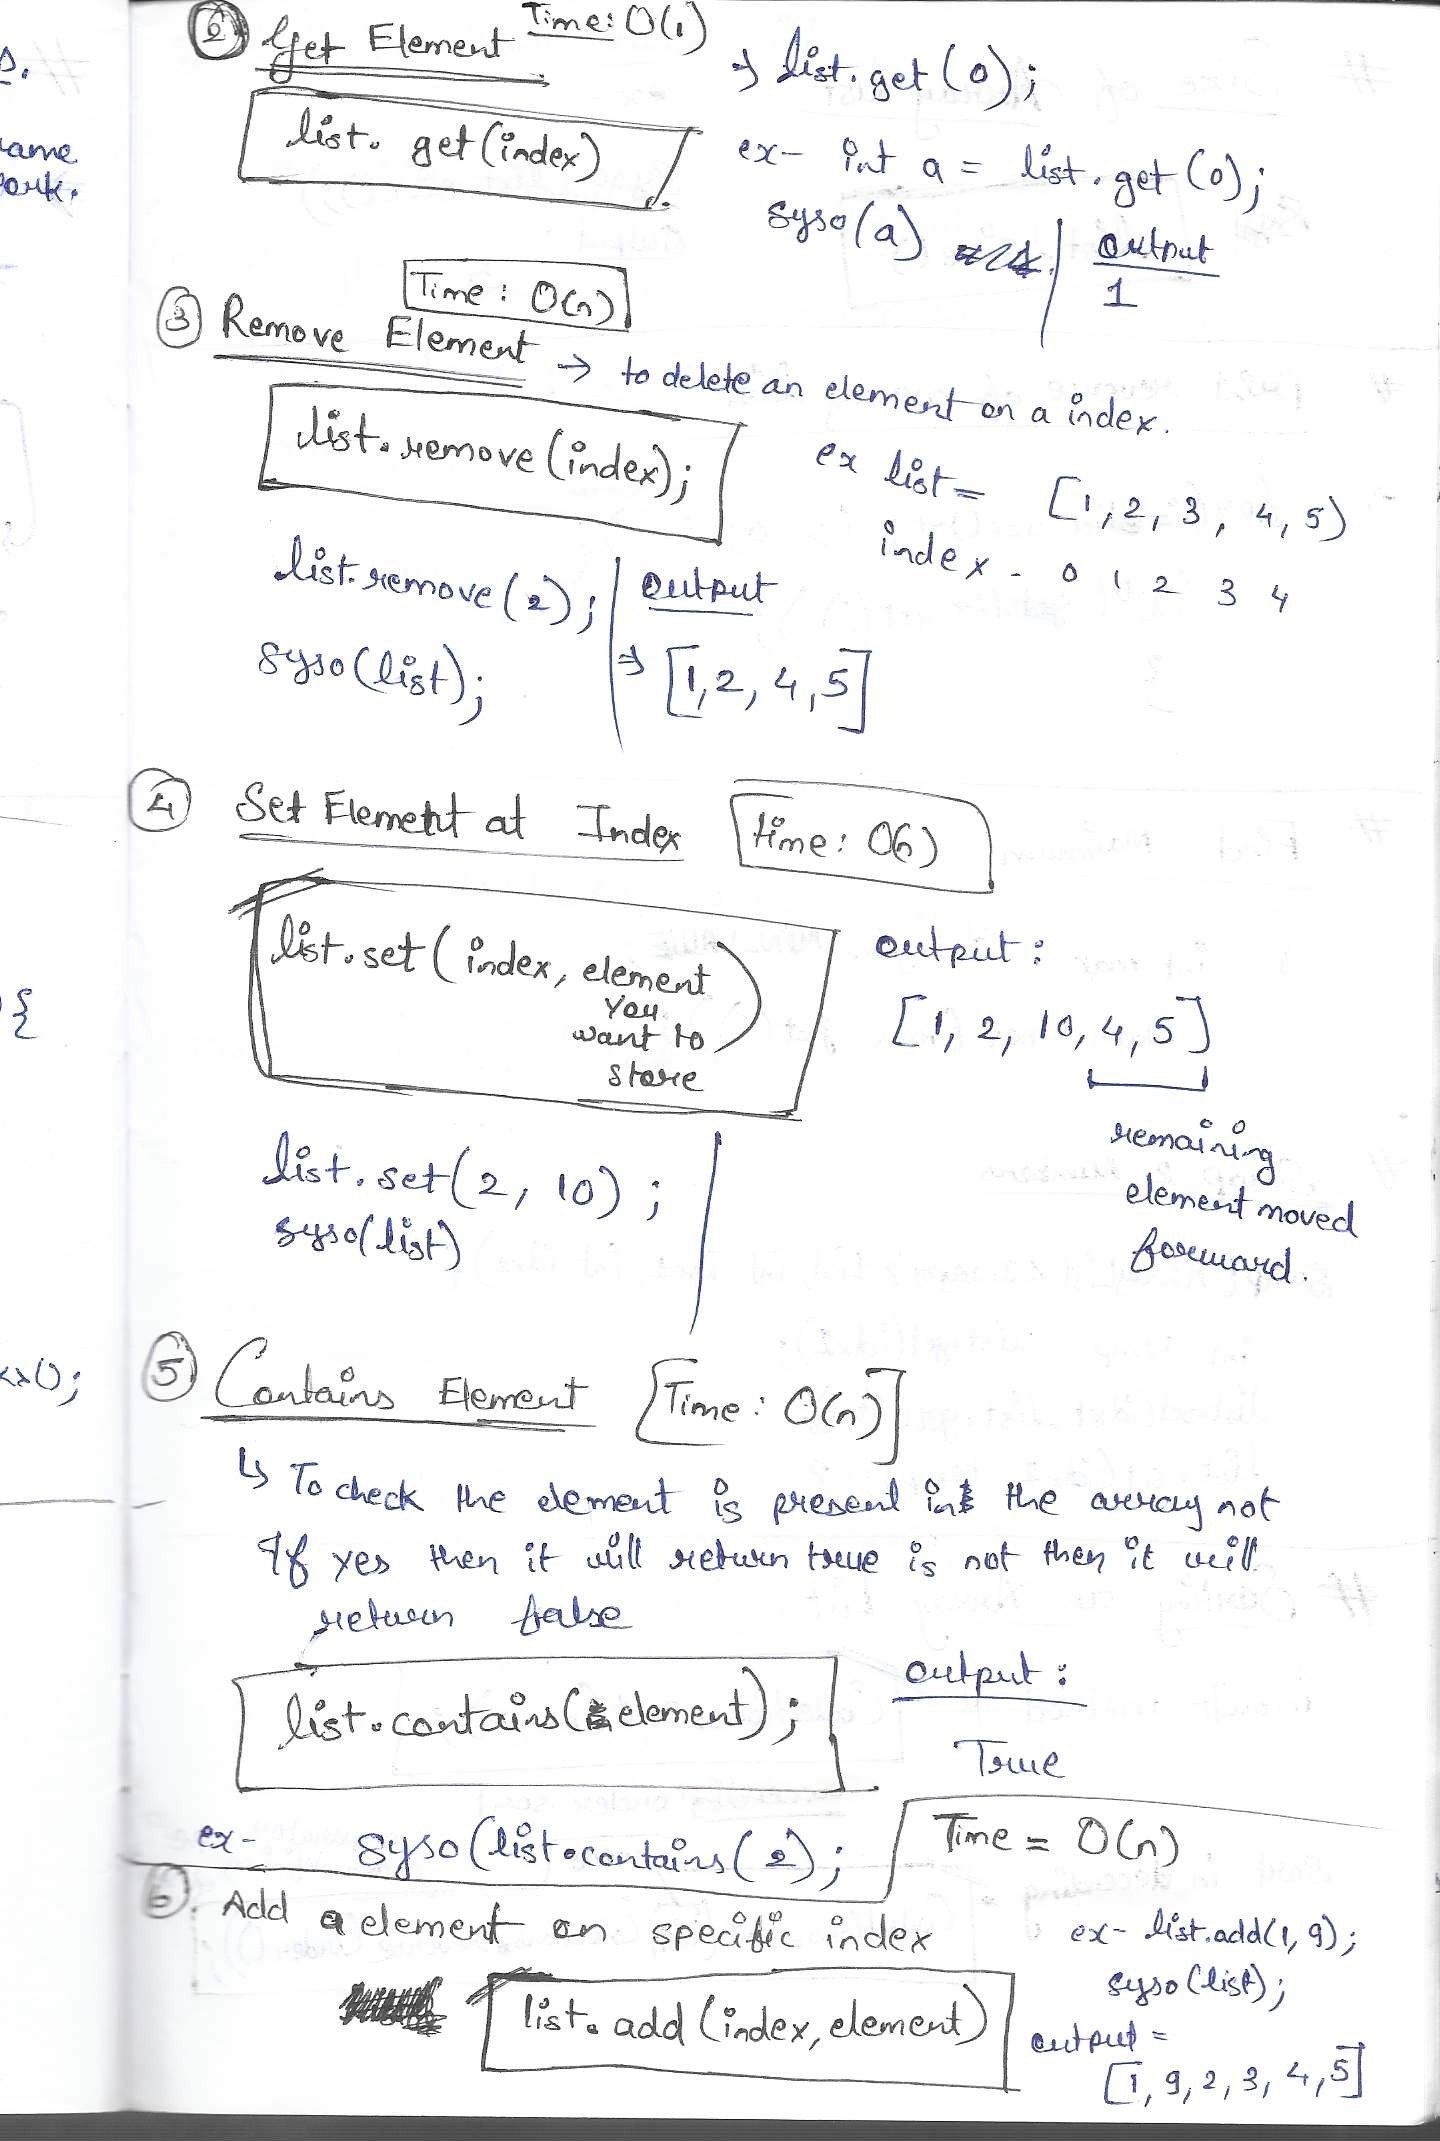 ② Get Element Time: O(1)
⇒ list.get(0);
list. get(index)
ex- int a = list.get(0);
syso(a)
output
1
Time: O(n)
③ Remove Element → to delete an element on a index.
list.remove(index);
ex list = [1,2,3,4,5)
index - 0 1 2 3 4
list.remove(2);
syso(list);
output
⇒ [1,2,4,5]
④ Set Element at Index
time: O(n)
list.set(index, element
You
want to
store)
output:
[1, 2, 10, 4, 5]
remaining
element moved
forward.
list.set(2, 10);
syso(list)
⑤ Contains Element [Time: O(n)]
↳ To check the element is present in the array not
If yes then it will return true is not then it will
return false
list.contains(element);
output:
True
ex- syso(list.contains(2);
Time = O(n)
⑥. Add a element on specific index
list.add(index, element)
ex- list.add(1, 9);
syso(list);
output =
[1, 9, 2, 3, 4, 5]
ame
ork.
{
<>();